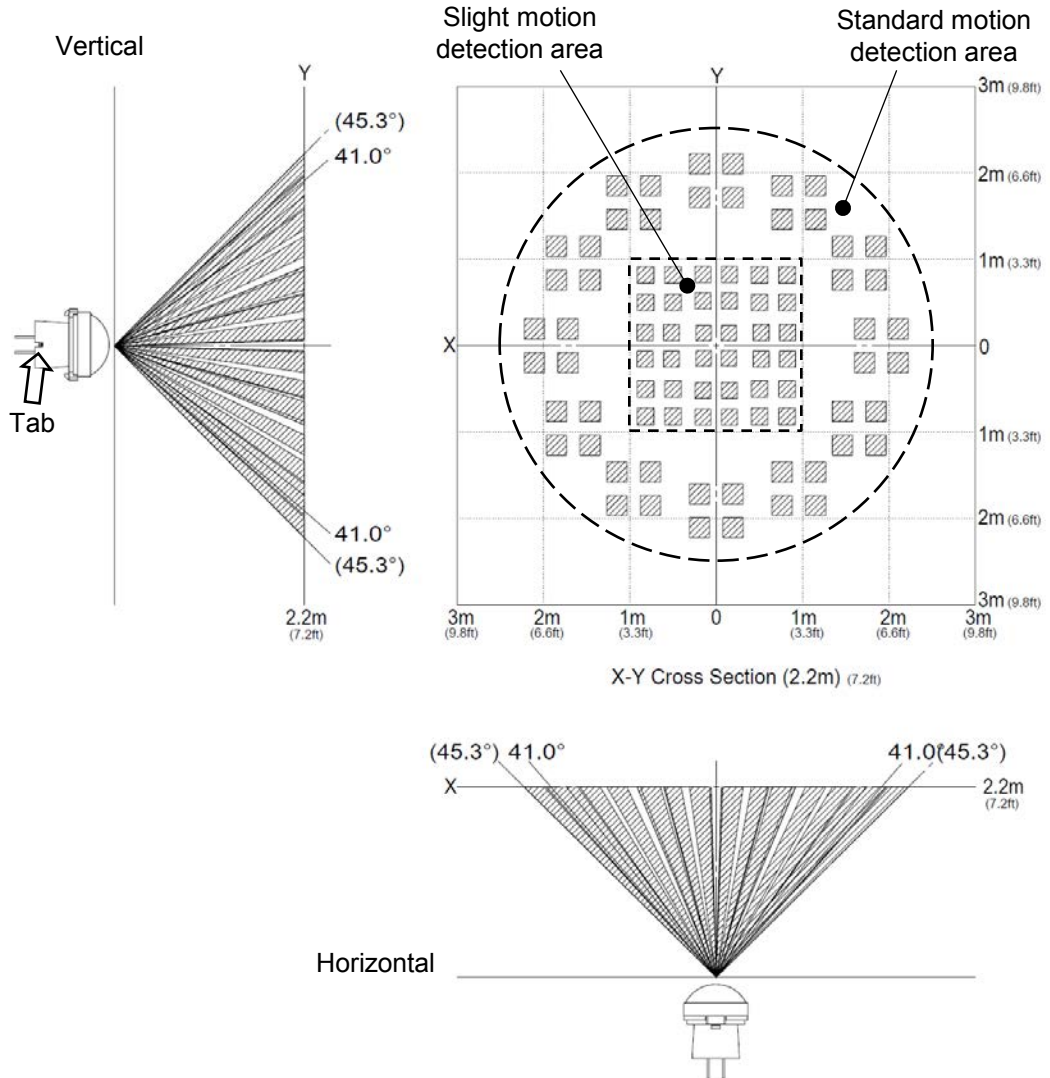 Vertical
Y
(45.3°)
41.0°
41.0°
(45.3°)
2.2m
(7.2ft)
Tab
Slight motion
detection area
Standard motion
detection area
Y
3m (9.8ft)
2m (6.6ft)
1m (3.3ft)
X
0
1m (3.3ft)
2m (6.6ft)
3m (9.8ft)
3m 2m 1m 0 1m 2m 3m
(9.8ft) (6.6ft) (3.3ft) (3.3ft) (6.6ft) (9.8ft)
X-Y Cross Section (2.2m) (7.2ft)
(45.3°) 41.0° 41.0° (45.3°)
X
2.2m
(7.2ft)
Horizontal